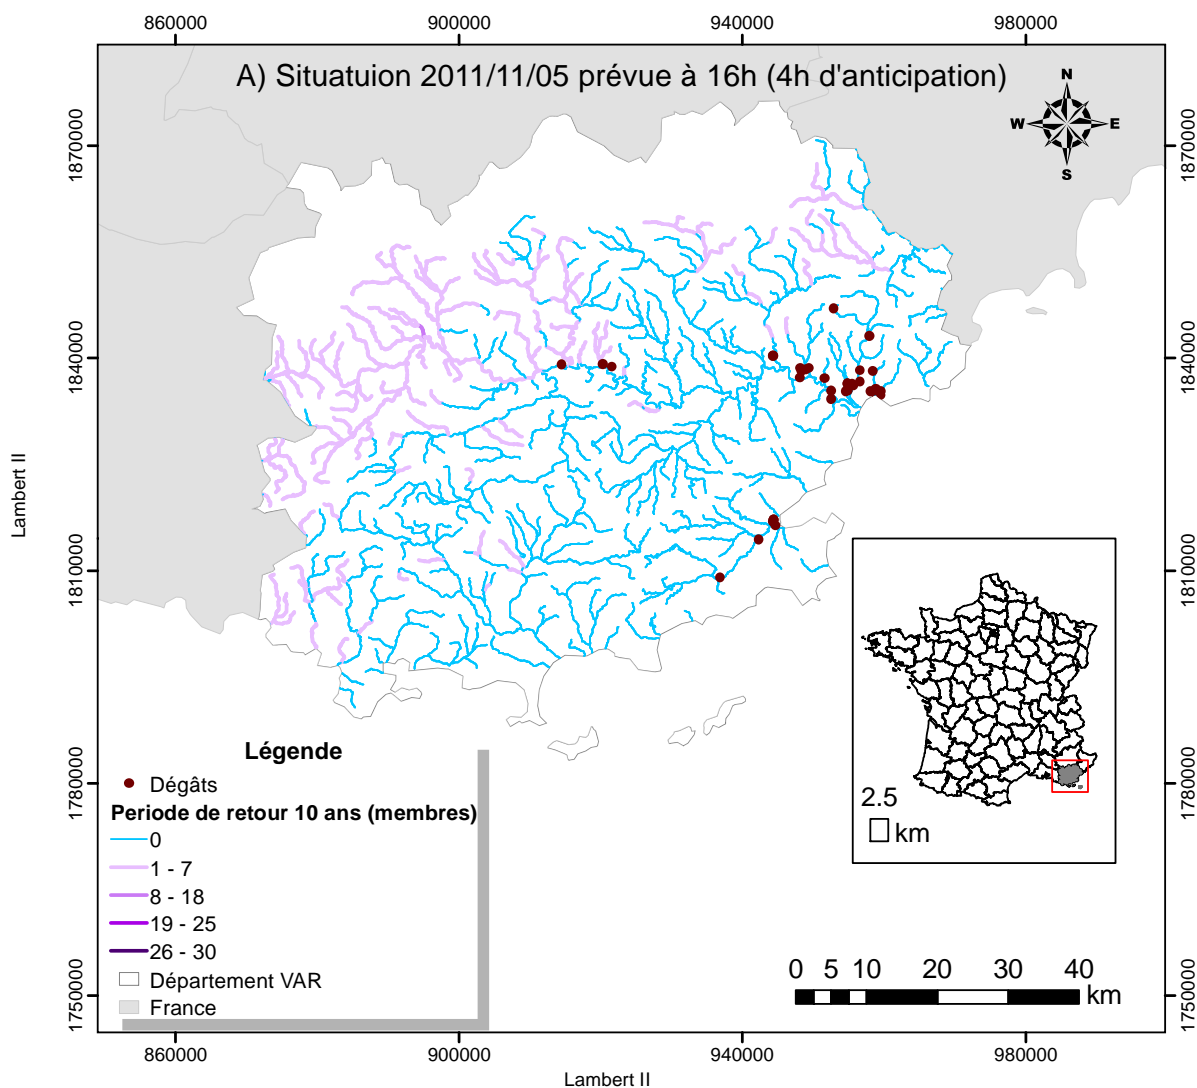 860000
900000
940000
980000
A) Situatuion 2011/11/05 prévue à 16h (4h d'anticipation)
N
W
E
S
1870000
1870000
1840000
1840000
Lambert II
1810000
1810000
1780000
1780000
1750000
1750000
2.5
km
Légende
Dégâts
Periode de retour 10 ans (membres)
0
1 - 7
8 - 18
19 - 25
26 - 30
Département VAR
France
0 5 10 20 30 40
km
860000
900000
940000
980000
Lambert II